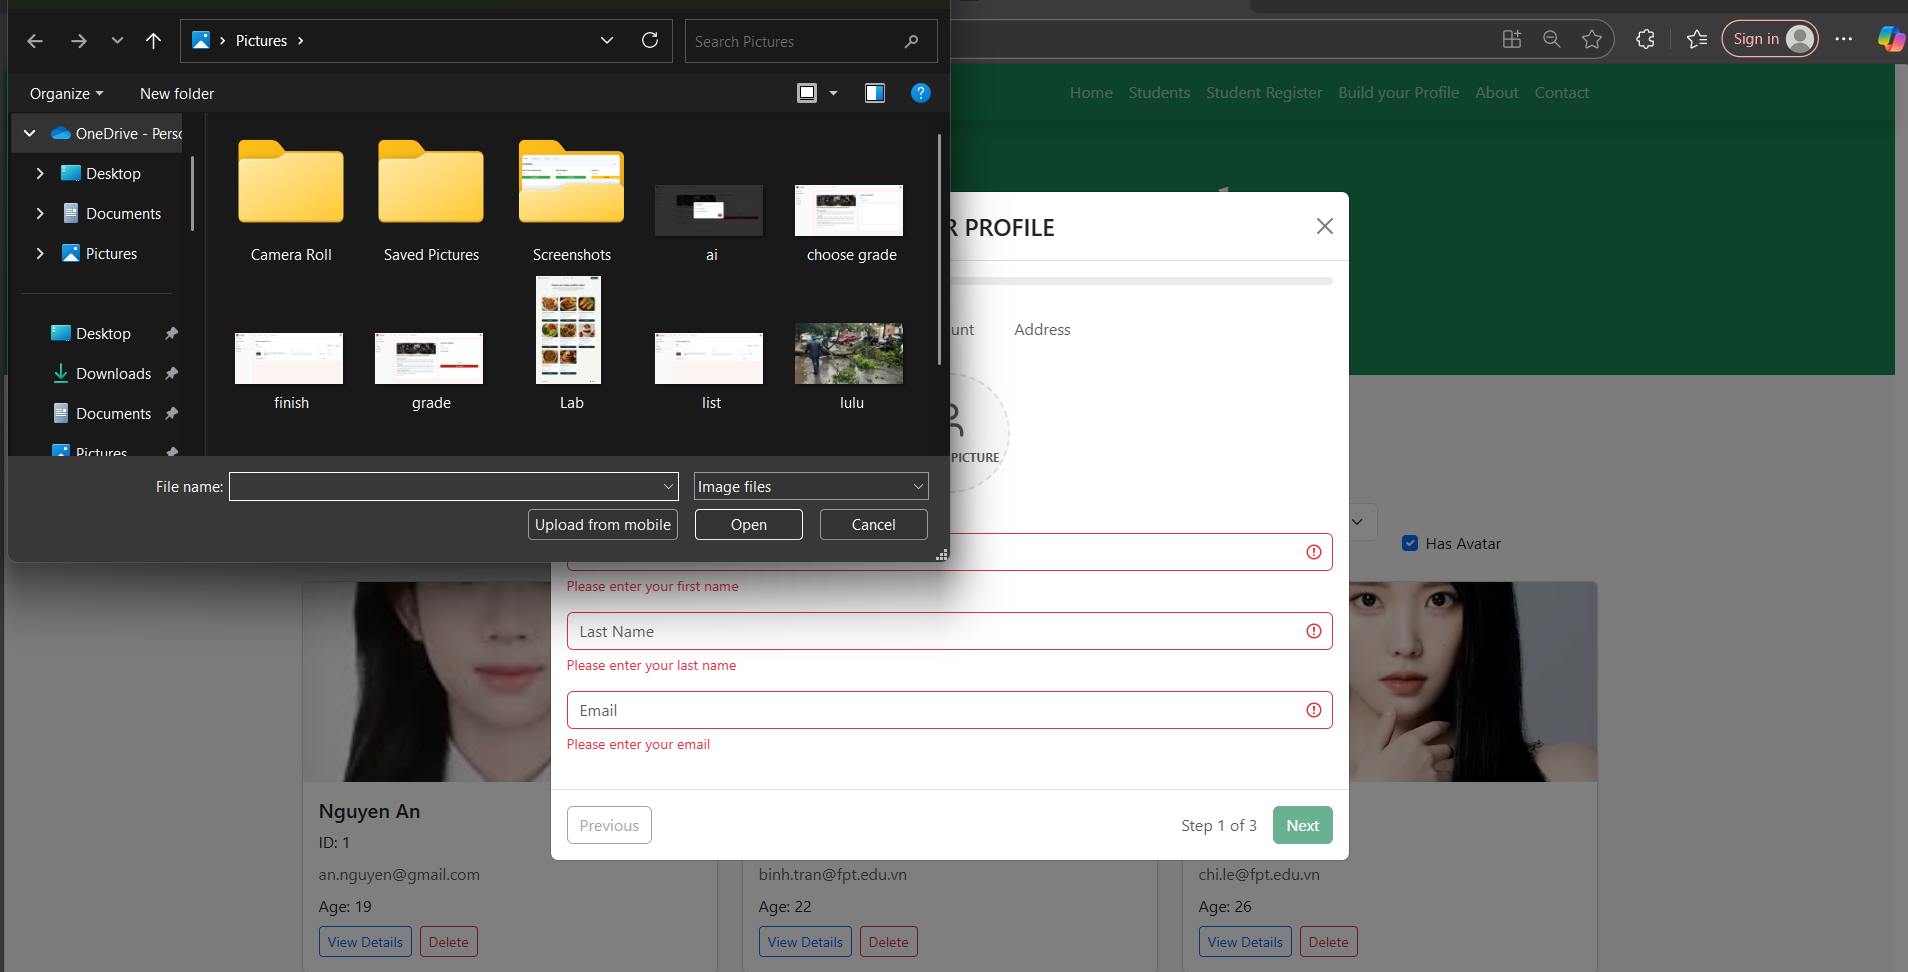 Pictures
Search Pictures
Sign in
Organize
New folder
Home Students Student Register Build your Profile About Contact
OneDrive - Perso
Desktop
Documents
Pictures
Desktop
Downloads
Documents
Pictures
Camera Roll
Saved Pictures
Screenshots
ai
choose grade
finish
grade
Lab
list
lulu
File name:
Image files
Upload from mobile
Open
Cancel
R PROFILE
unt
Address
PICTURE
Has Avatar
Please enter your first name
Last Name
Please enter your last name
Email
Please enter your email
Previous
Step 1 of 3
Next
Nguyen An
ID: 1
an.nguyen@gmail.com
Age: 19
View Details
Delete
binh.tran@fpt.edu.vn
Age: 22
View Details
Delete
chi.le@fpt.edu.vn
Age: 26
View Details
Delete